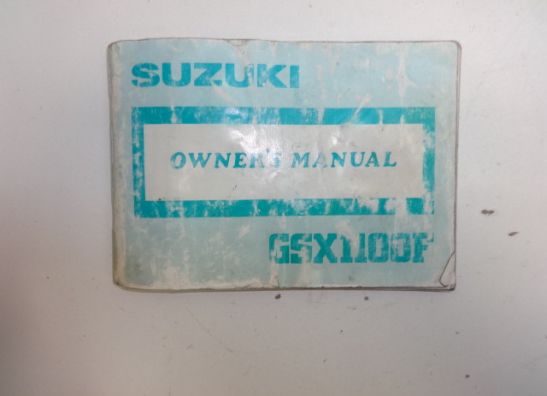 SUZUKI
OWNER'S MANUAL
GSX1100F